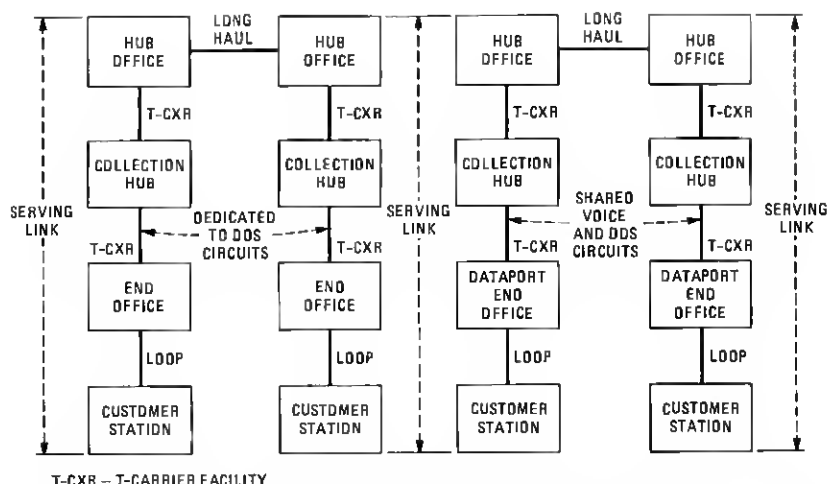 HUB
OFFICE
LONG
HAUL
HUB
OFFICE
HUB
OFFICE
LONG
HAUL
HUB
OFFICE
T-CXR
T-CXR
T-CXR
T-CXR
COLLECTION
HUB
COLLECTION
HUB
COLLECTION
HUB
COLLECTION
HUB
SERVING
LINK
T-CXR
DEDICATED
TO DDS
CIRCUITS
T-CXR
SERVING
LINK
T-CXR
SHARED
VOICE
AND DDS
CIRCUITS
T-CXR
SERVING
LINK
END
OFFICE
END
OFFICE
DATAPORT
END
OFFICE
DATAPORT
END
OFFICE
LOOP
LOOP
LOOP
LOOP
CUSTOMER
STATION
CUSTOMER
STATION
CUSTOMER
STATION
CUSTOMER
STATION
T-CXR – T-CARRIER FACILITY